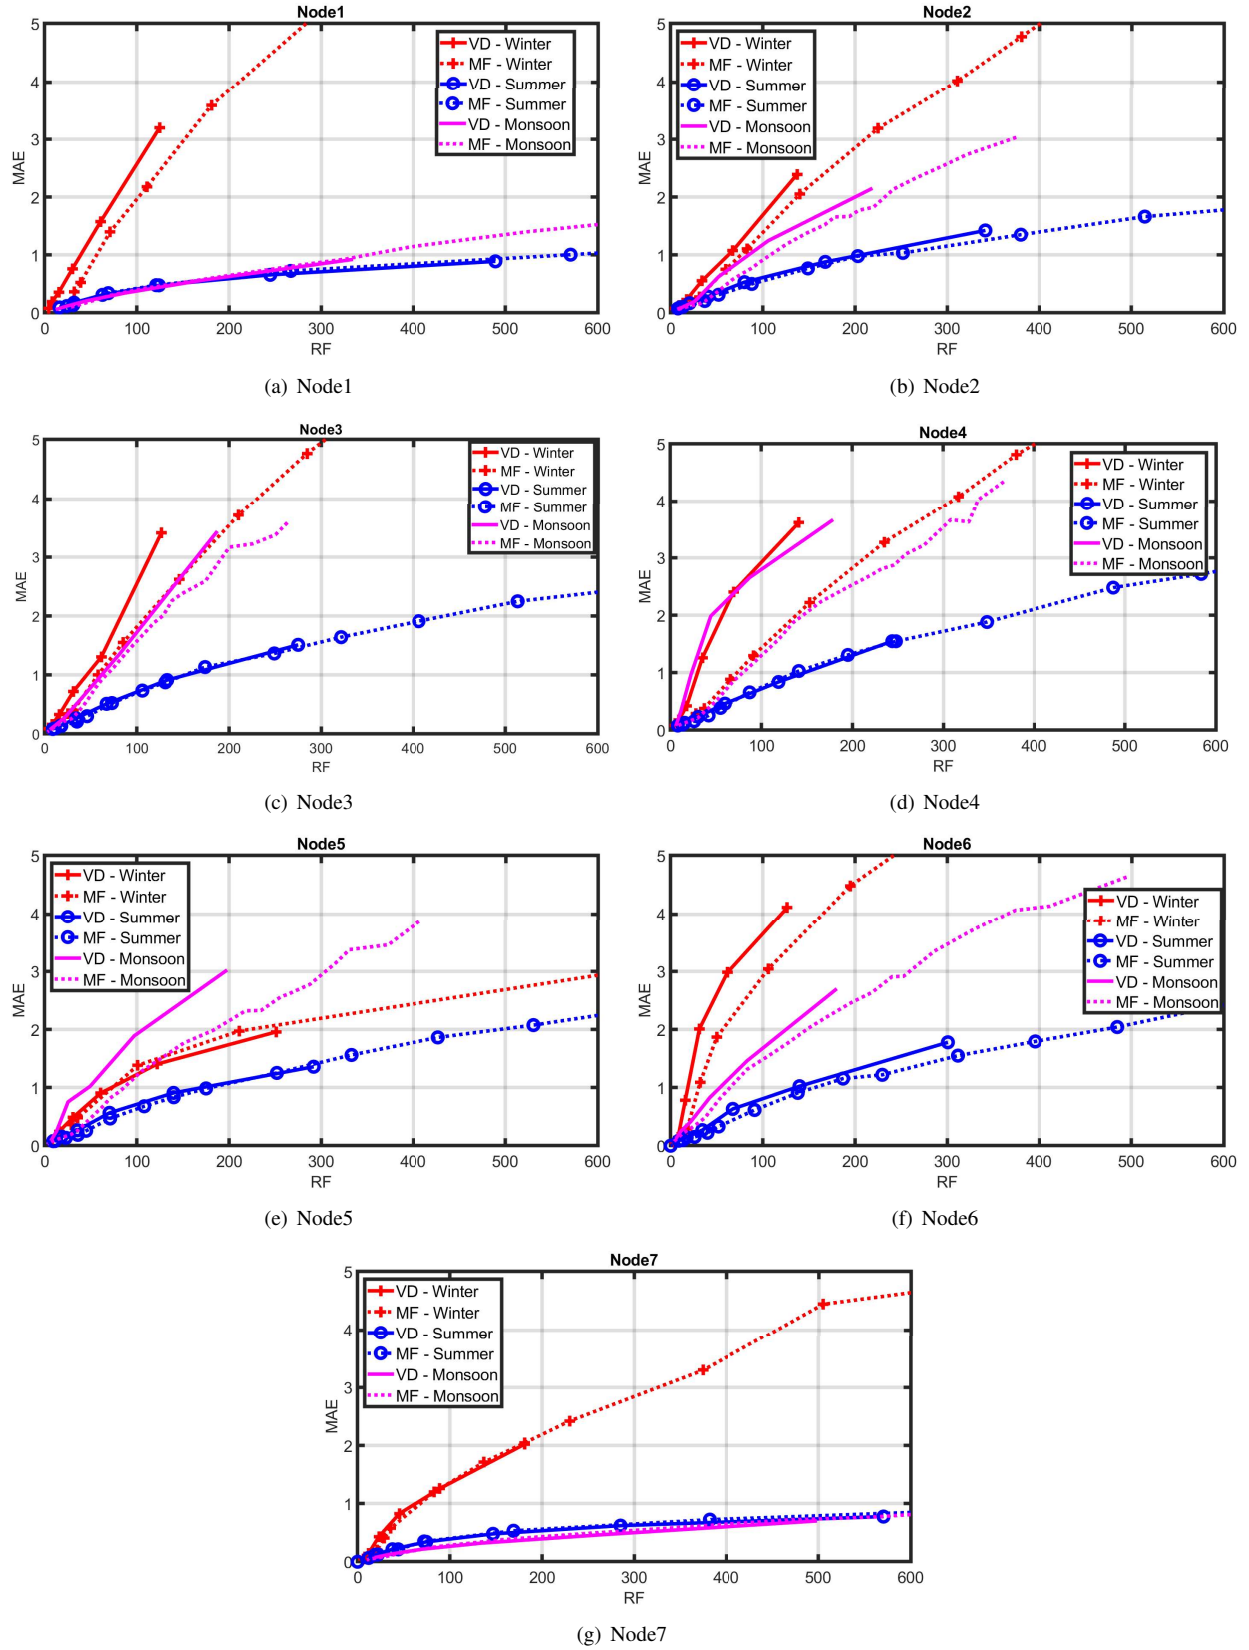 Node1
5
4
3
2
1
0
MAE
0 100 200 300 400 500 600
RF
VD - Winter
MF - Winter
VD - Summer
MF - Summer
VD - Monsoon
MF - Monsoon
(a) Node1
Node2
5
4
3
2
1
0
MAE
0 100 200 300 400 500 600
RF
VD - Winter
MF - Winter
VD - Summer
MF - Summer
VD - Monsoon
MF - Monsoon
(b) Node2
Node3
5
4
3
2
1
0
MAE
0 100 200 300 400 500 600
RF
VD - Winter
MF - Winter
VD - Summer
MF - Summer
VD - Monsoon
MF - Monsoon
(c) Node3
Node4
5
4
3
2
1
0
MAE
0 100 200 300 400 500 600
RF
VD - Winter
MF - Winter
VD - Summer
MF - Summer
VD - Monsoon
MF - Monsoon
(d) Node4
Node5
5
4
3
2
1
0
MAE
0 100 200 300 400 500 600
RF
VD - Winter
MF - Winter
VD - Summer
MF - Summer
VD - Monsoon
MF - Monsoon
(e) Node5
Node6
5
4
3
2
1
0
MAE
0 100 200 300 400 500 600
RF
VD - Winter
MF - Winter
VD - Summer
MF - Summer
VD - Monsoon
MF - Monsoon
(f) Node6
Node7
5
4
3
2
1
0
MAE
0 100 200 300 400 500 600
RF
VD - Winter
MF - Winter
VD - Summer
MF - Summer
VD - Monsoon
MF - Monsoon
(g) Node7